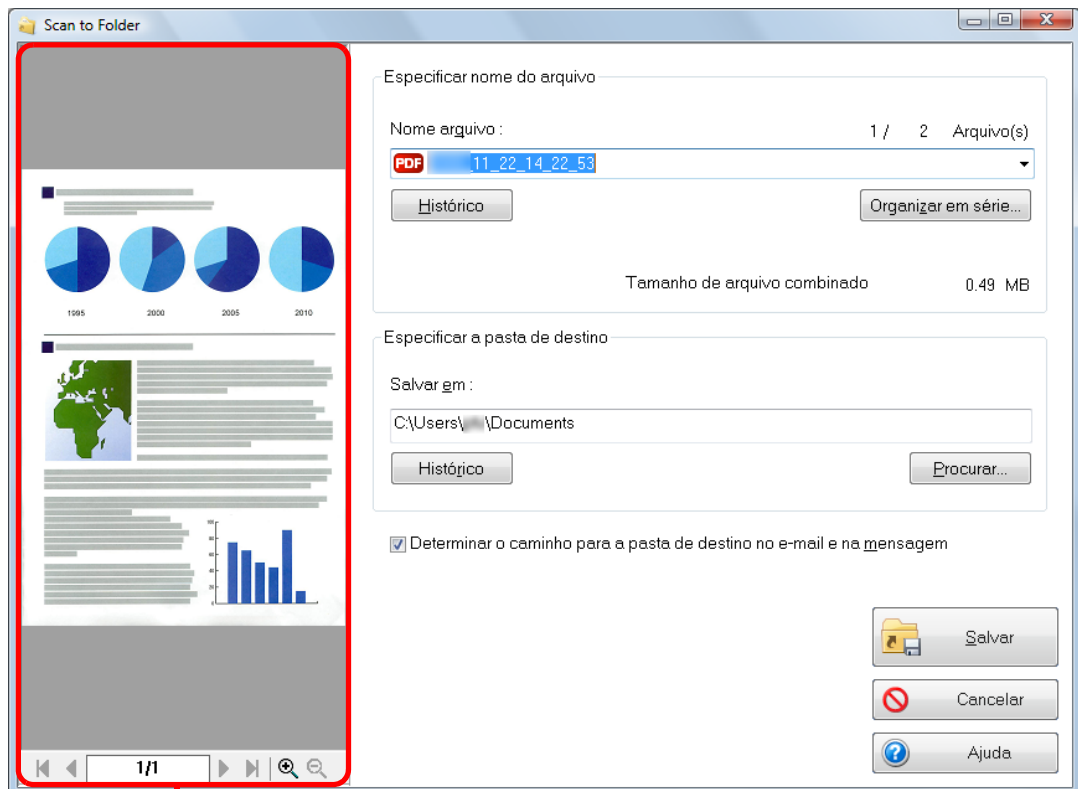 Scan to Folder
Especificar nome do arquivo
Nome arquivo :
1 / 2 Arquivo(s)
PDF _11_22_14_22_53
Histórico
Organizar em série...
Tamanho de arquivo combinado 0.49 MB
1995 2000 2005 2010
Especificar a pasta de destino
Salvar em :
C:\Users\ \Documents
Histórico
Procurar...
Determinar o caminho para a pasta de destino no e-mail e na mensagem
Salvar
Cancelar
Ajuda
1/1